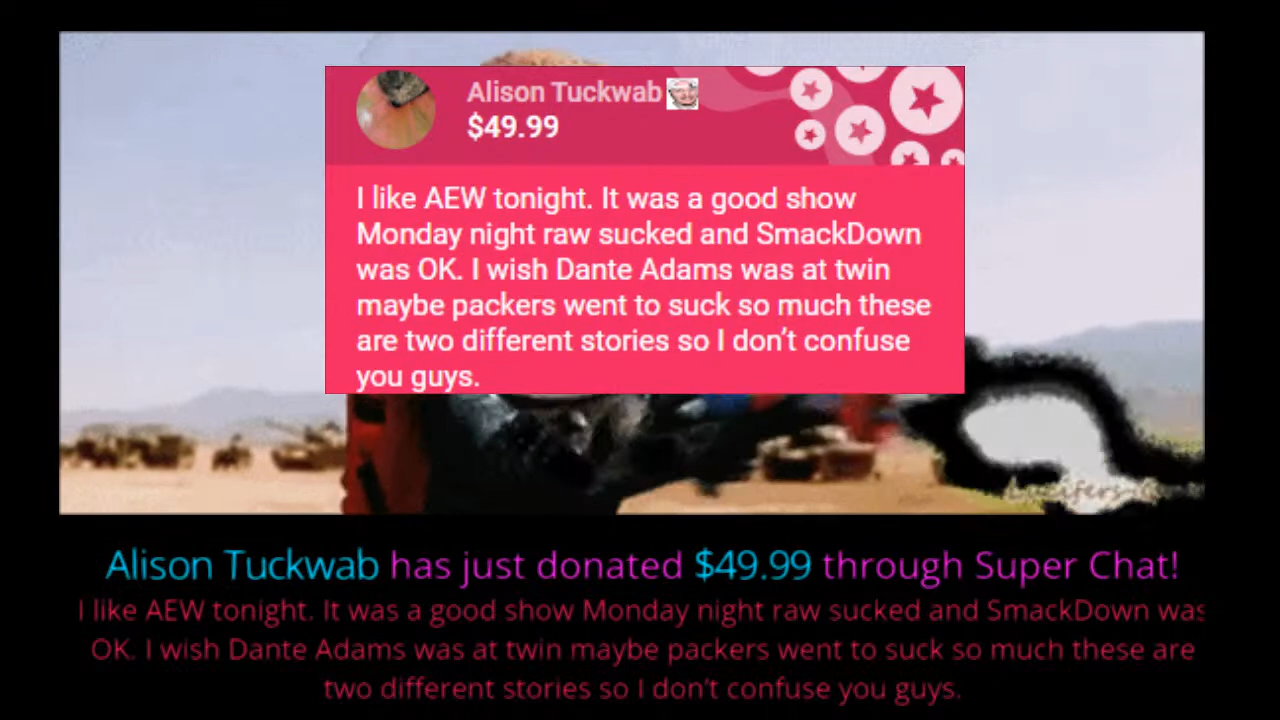 Alison Tuckwab
$49.99
I like AEW tonight. It was a good show
Monday night raw sucked and SmackDown
was OK. I wish Dante Adams was at twin
maybe packers went to suck so much these
are two different stories so I don’t confuse
you guys.
Alison Tuckwab has just donated $49.99 through Super Chat!
I like AEW tonight. It was a good show Monday night raw sucked and SmackDown was
OK. I wish Dante Adams was at twin maybe packers went to suck so much these are
two different stories so I don’t confuse you guys.